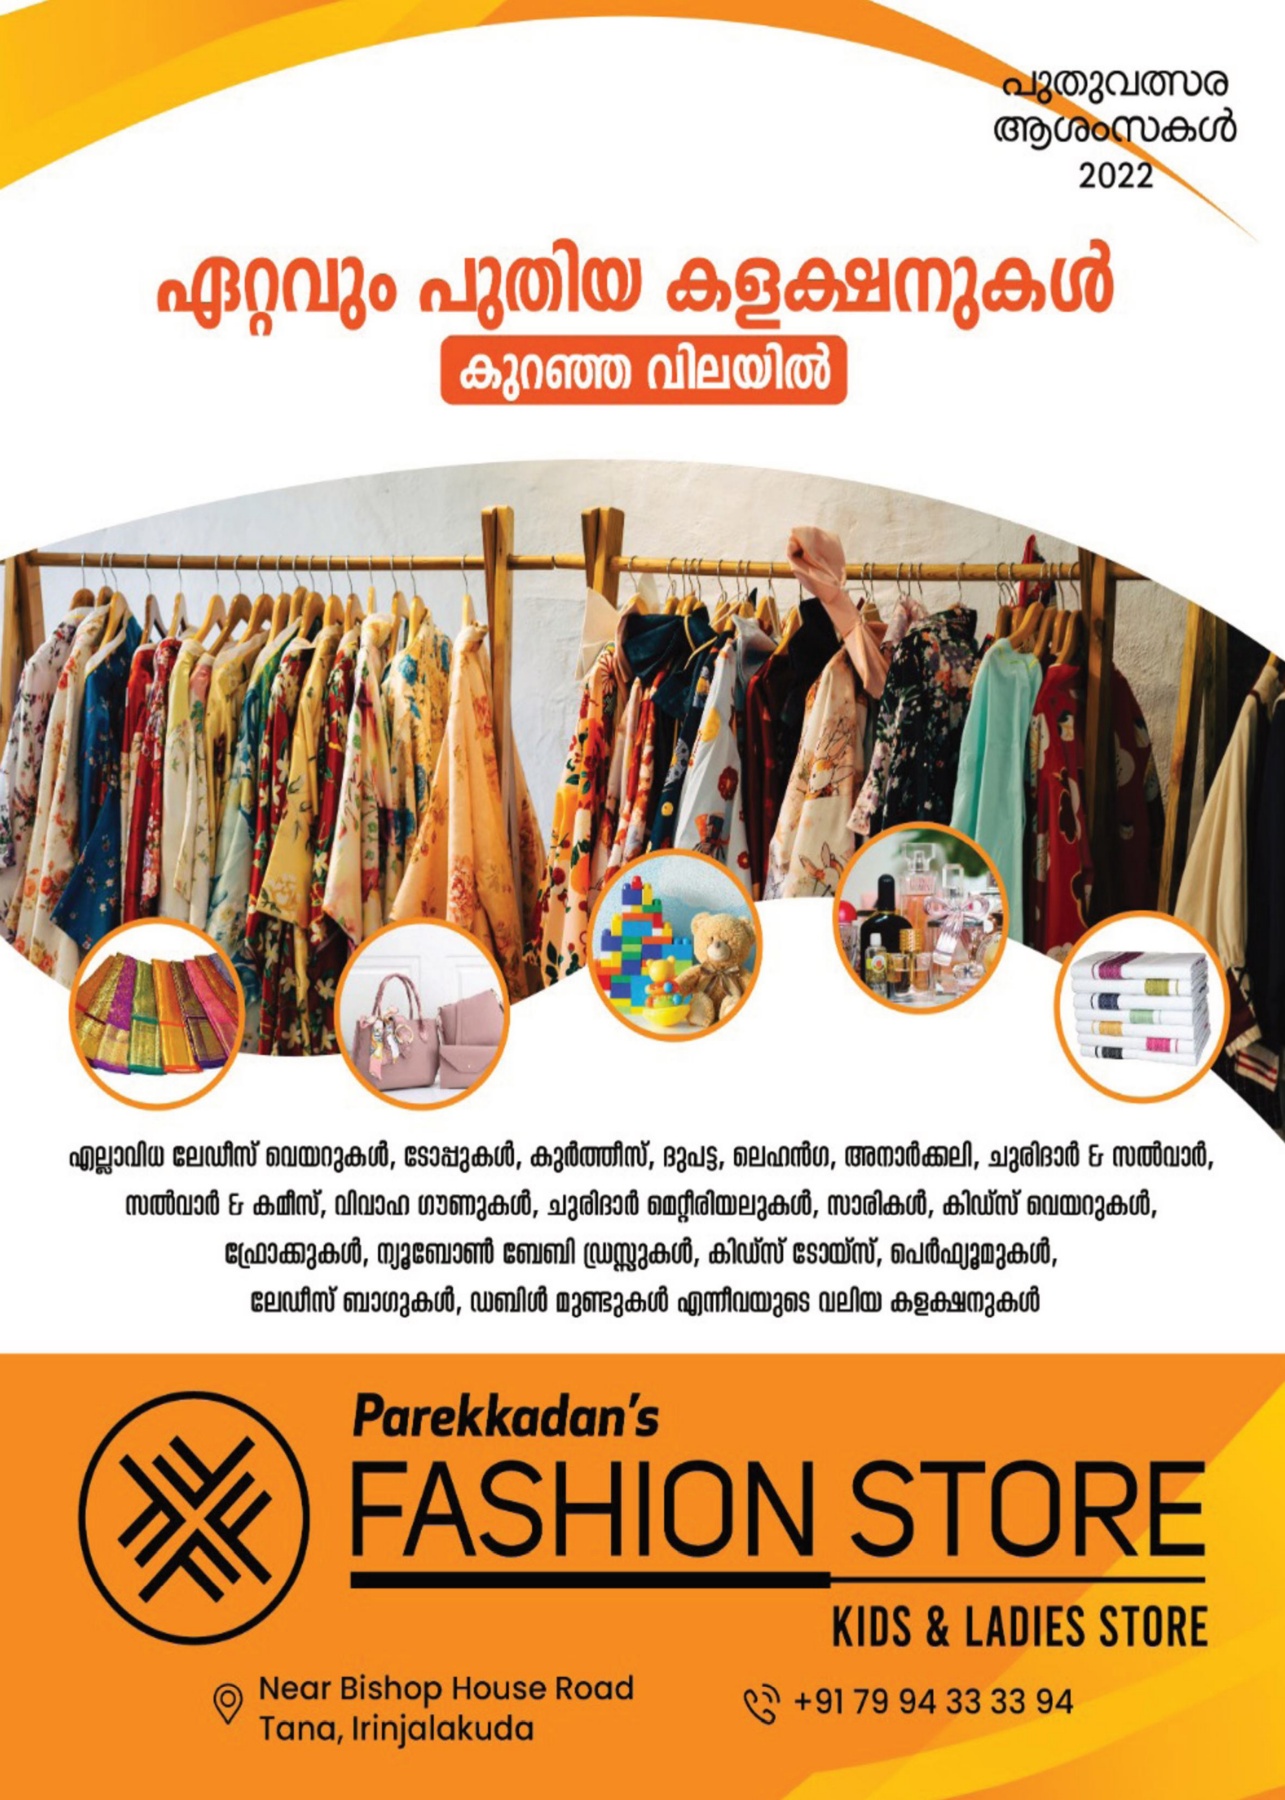 പുതുവത്സര
ആശംസകൾ
2022
ഏറ്റവും പുതിയ കളക്ഷനുകൾ
കുറഞ്ഞ വിലയിൽ
എല്ലാവിധ ലേഡീസ് വെയറുകൾ, ടോപ്പുകൾ, കുർത്തീസ്, ദുപട്ട, ലെഹൻഗ, അനാർക്കലി, ചുരിദാർ & സൽവാർ,
സൽവാർ & കമീസ്, വിവാഹ ഗൗണുകൾ, ചുരിദാർ മെറ്റീരിയലുകൾ, സാരികൾ, കിഡ്സ് വെയറുകൾ,
ഫ്രോക്കുകൾ, ന്യൂബോൺ ബേബി ഡ്രസ്സുകൾ, കിഡ്സ് ടോയ്സ്, പെർഫ്യൂമുകൾ,
ലേഡീസ് ബാഗുകൾ, ഡബിൾ മുണ്ടുകൾ എന്നീവയുടെ വലിയ കളക്ഷനുകൾ
Parekkadan's
FASHION STORE
KIDS & LADIES STORE
Near Bishop House Road
Tana, Irinjalakuda
+91 79 94 33 33 94